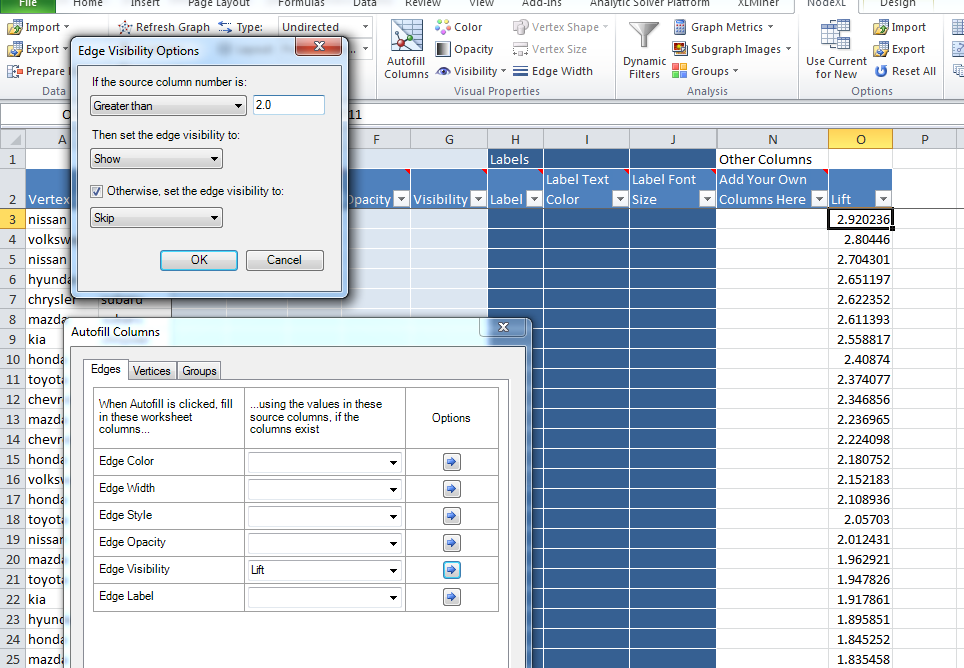 File Home Insert Page Layout Formulas Data Review View Add-Ins Analytic Solver Platform XLMiner NodeXL Design
Import Refresh Graph Type: Undirected Color Vertex Shape Graph Metrics Import
Export Opacity Vertex Size Subgraph Images Export
Prepare Autofill Columns Visibility Edge Width Dynamic Filters Groups Use Current for New Reset All
Data Visual Properties Analysis Options
Edge Visibility Options
If the source column number is:
Greater than 2.0
Then set the edge visibility to:
Show
Otherwise, set the edge visibility to:
Skip
OK Cancel
11
A F G H I J N O P
1 Labels Other Columns
2 Vertex Opacity Visibility Label Label Text Color Label Font Size Add Your Own Columns Here Lift
3 nissan 2.920236
4 volksw 2.80446
5 nissan 2.704301
6 hyunda 2.651197
7 chrysler subaru 2.622352
8 mazda 2.611393
9 kia 2.558817
10 honda 2.40874
11 toyota 2.374077
12 chevr 2.346856
13 mazda 2.236965
14 chevr 2.224098
15 honda 2.180752
16 volksw 2.152183
17 honda 2.108936
18 toyota 2.05703
19 nissan 2.012431
20 mazda 1.962921
21 toyota 1.947826
22 kia 1.917861
23 hyund 1.895851
24 honda 1.845252
25 mazda 1.835458
Autofill Columns
Edges Vertices Groups
When Autofill is clicked, fill in these worksheet columns... ...using the values in these source columns, if the columns exist Options
Edge Color
Edge Width
Edge Style
Edge Opacity
Edge Visibility Lift
Edge Label